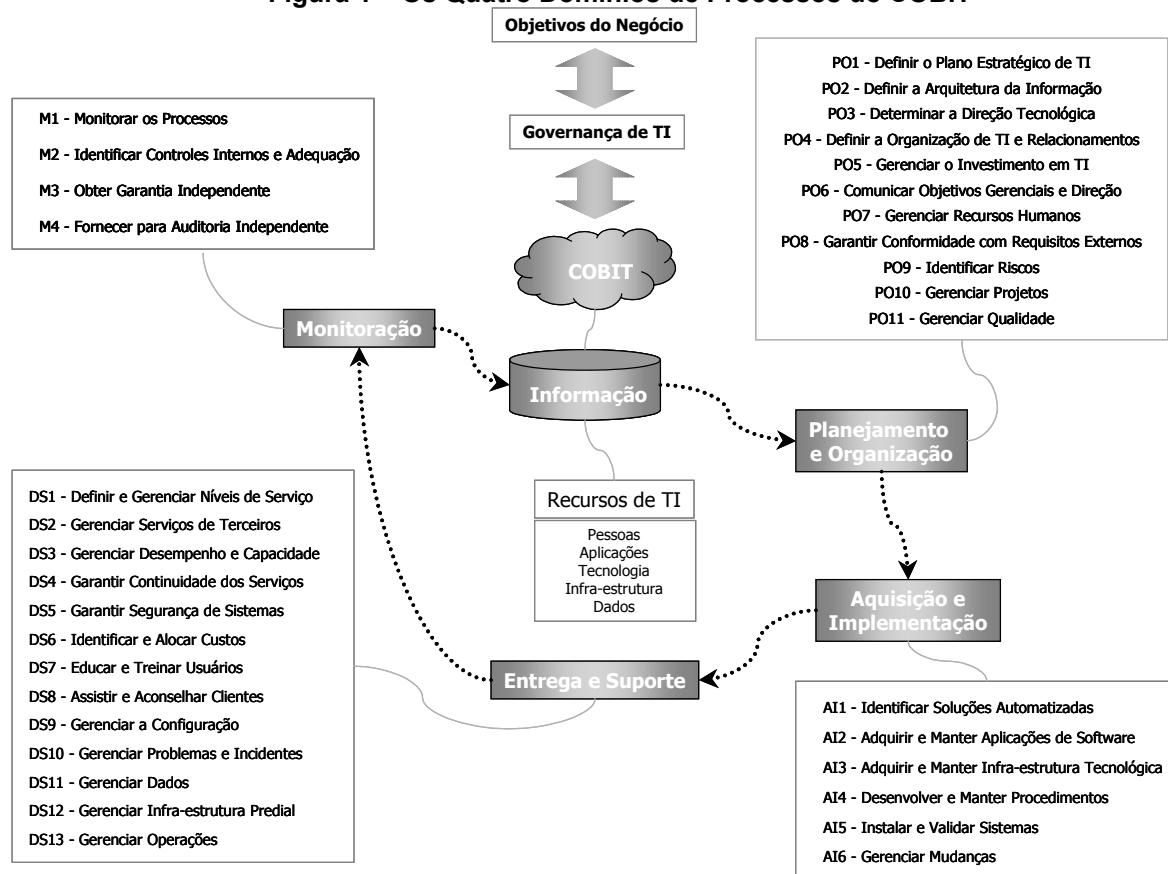 Figura 1 – Os Quatro Domínios de Processos do COBIT
Objetivos do Negócio
Governança de TI
COBIT
M1 - Monitorar os Processos
M2 - Identificar Controles Internos e Adequação
M3 - Obter Garantia Independente
M4 - Fornecer para Auditoria Independente
PO1 - Definir o Plano Estratégico de TI
PO2 - Definir a Arquitetura da Informação
PO3 - Determinar a Direção Tecnológica
PO4 - Definir a Organização de TI e Relacionamentos
PO5 - Gerenciar o Investimento em TI
PO6 - Comunicar Objetivos Gerenciais e Direção
PO7 - Gerenciar Recursos Humanos
PO8 - Garantir Conformidade com Requisitos Externos
PO9 - Identificar Riscos
PO10 - Gerenciar Projetos
PO11 - Gerenciar Qualidade
Monitoração
Informação
Planejamento
e Organização
Recursos de TI
Pessoas
Aplicações
Tecnologia
Infra-estrutura
Dados
Aquisição e
Implementação
Entrega e Suporte
DS1 - Definir e Gerenciar Níveis de Serviço
DS2 - Gerenciar Serviços de Terceiros
DS3 - Gerenciar Desempenho e Capacidade
DS4 - Garantir Continuidade dos Serviços
DS5 - Garantir Segurança de Sistemas
DS6 - Identificar e Alocar Custos
DS7 - Educar e Treinar Usuários
DS8 - Assistir e Aconselhar Clientes
DS9 - Gerenciar a Configuração
DS10 - Gerenciar Problemas e Incidentes
DS11 - Gerenciar Dados
DS12 - Gerenciar Infra-estrutura Predial
DS13 - Gerenciar Operações
AI1 - Identificar Soluções Automatizadas
AI2 - Adquirir e Manter Aplicações de Software
AI3 - Adquirir e Manter Infra-estrutura Tecnológica
AI4 - Desenvolver e Manter Procedimentos
AI5 - Instalar e Validar Sistemas
AI6 - Gerenciar Mudanças